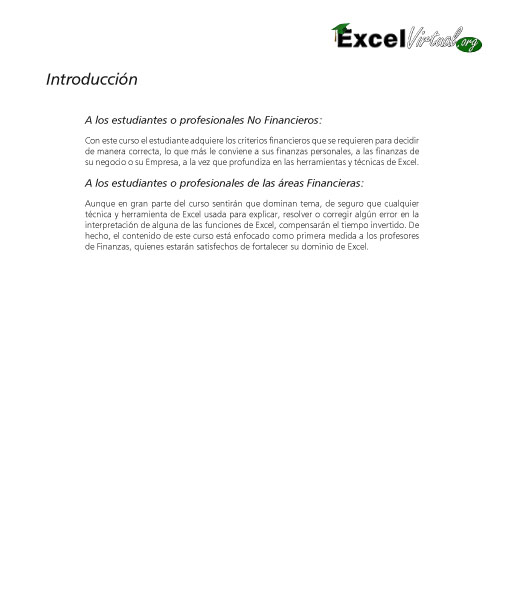 ExcelVirtual.org
Introducción
A los estudiantes o profesionales No Financieros:
Con este curso el estudiante adquiere los criterios financieros que se requieren para decidir
de manera correcta, lo que más le conviene a sus finanzas personales, a las finanzas de
su negocio o su Empresa, a la vez que profundiza en las herramientas y técnicas de Excel.
A los estudiantes o profesionales de las áreas Financieras:
Aunque en gran parte del curso sentirán que dominan tema, de seguro que cualquier
técnica y herramienta de Excel usada para explicar, resolver o corregir algún error en la
interpretación de alguna de las funciones de Excel, compensarán el tiempo invertido. De
hecho, el contenido de este curso está enfocado como primera medida a los profesores
de Finanzas, quienes estarán satisfechos de fortalecer su dominio de Excel.